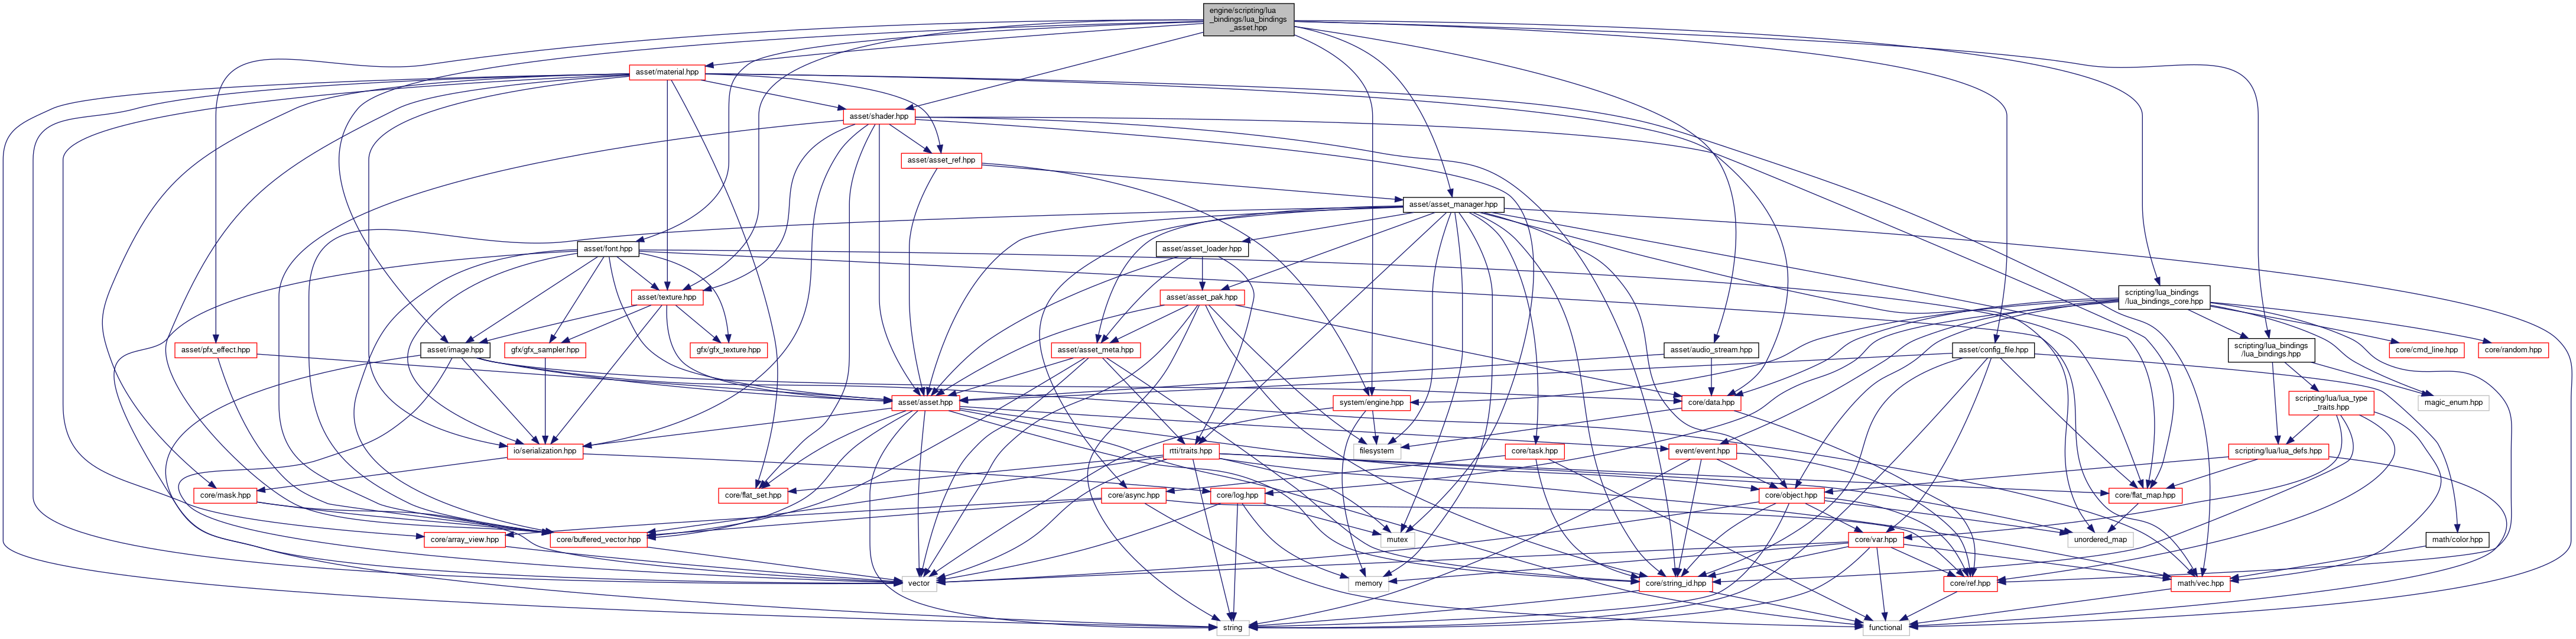 engine/scripting/lua
_bindings/lua_bindings
_asset.hpp
asset/material.hpp
asset/shader.hpp
asset/asset_ref.hpp
asset/asset_manager.hpp
asset/font.hpp
asset/asset_loader.hpp
asset/texture.hpp
asset/asset_pak.hpp
scripting/lua_bindings
/lua_bindings_core.hpp
asset/pfx_effect.hpp
asset/image.hpp
gfx/gfx_sampler.hpp
gfx/gfx_texture.hpp
asset/asset_meta.hpp
asset/audio_stream.hpp
asset/config_file.hpp
scripting/lua_bindings
/lua_bindings.hpp
core/cmd_line.hpp
core/random.hpp
asset/asset.hpp
system/engine.hpp
core/data.hpp
scripting/lua/lua_type
_traits.hpp
magic_enum.hpp
io/serialization.hpp
rtti/traits.hpp
filesystem
core/task.hpp
event/event.hpp
scripting/lua/lua_defs.hpp
core/mask.hpp
core/flat_set.hpp
core/async.hpp
core/log.hpp
core/object.hpp
core/flat_map.hpp
core/array_view.hpp
core/buffered_vector.hpp
mutex
core/var.hpp
unordered_map
math/color.hpp
vector
memory
core/string_id.hpp
core/ref.hpp
math/vec.hpp
string
functional